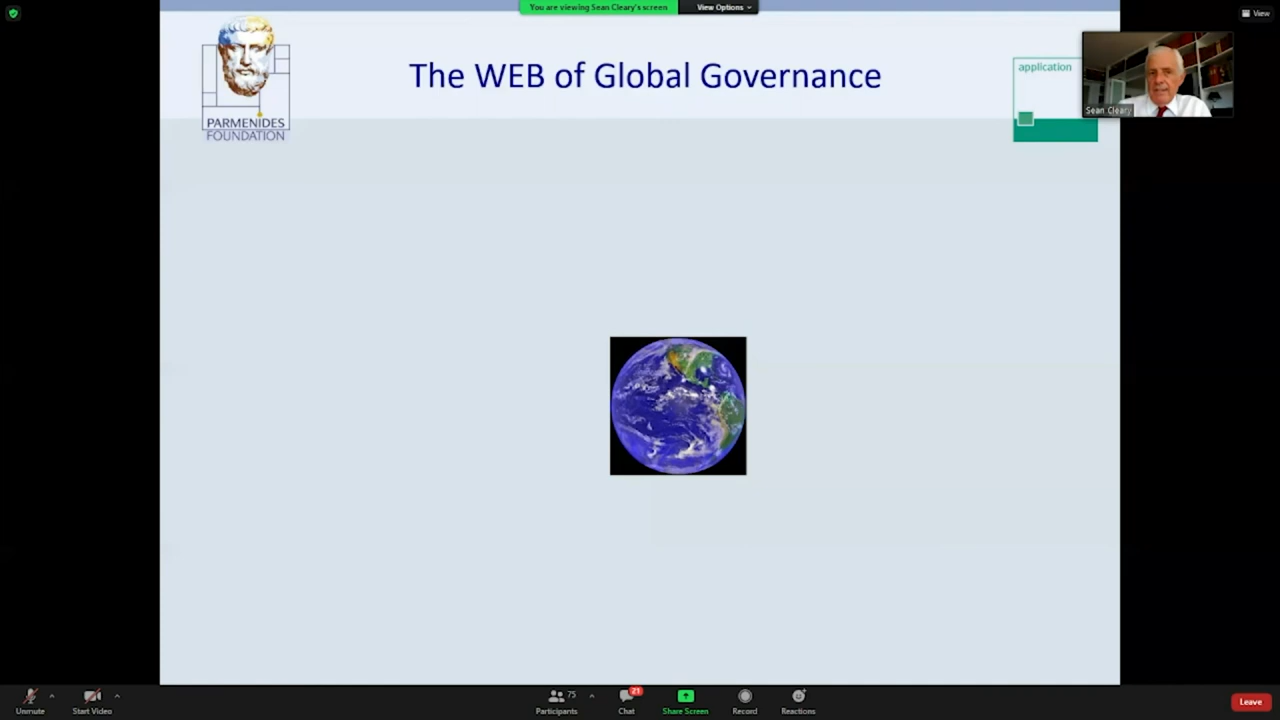 You are viewing Sean Cleary's screen
View Options
View
The WEB of Global Governance
PARMENIDES
FOUNDATION
application
Sean Cleary
Unmute
Start Video
75
Participants
21
Chat
Share Screen
Record
Reactions
Leave